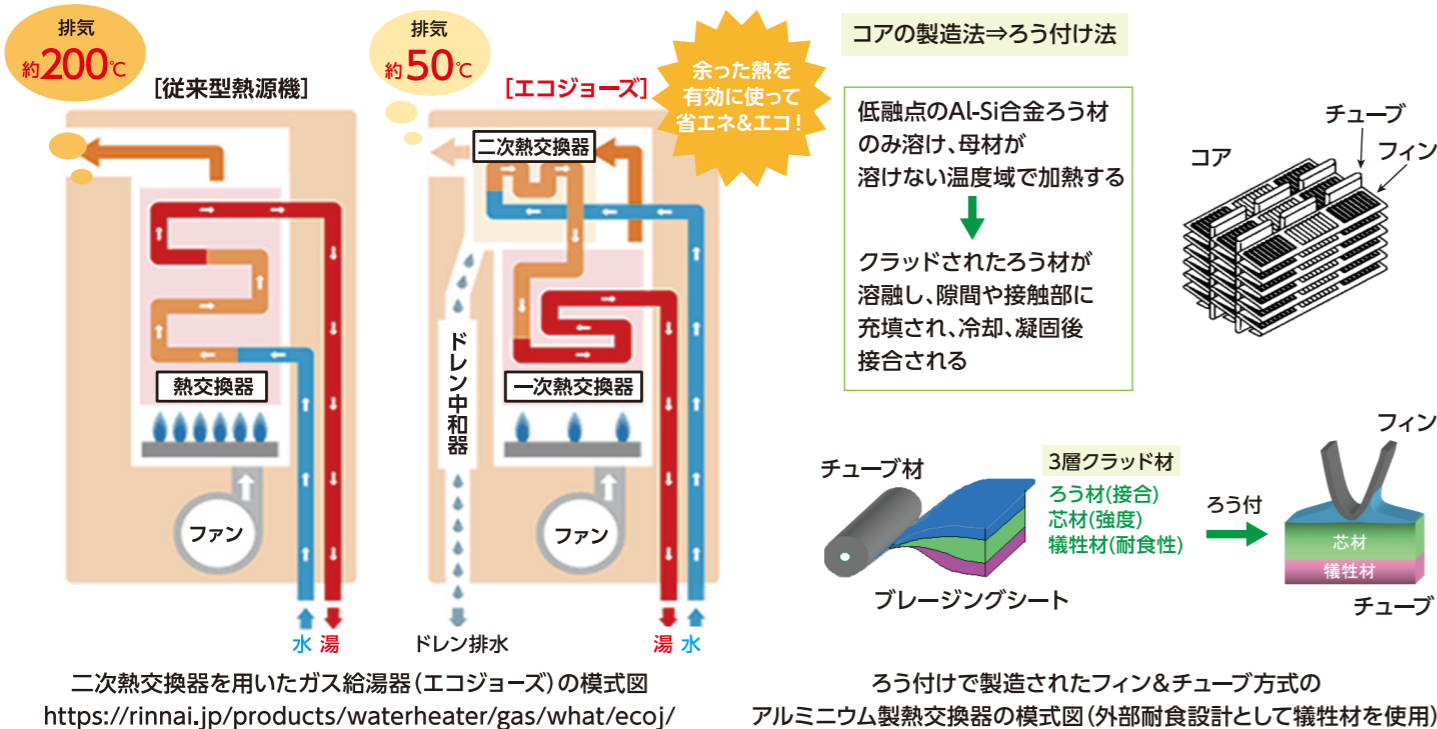 排気
約200℃
[従来型熱源機]
熱交換器
ファン
水 湯
排気
約50℃
[エコジョーズ]
余った熱を
有効に使って
省エネ&エコ！
二次熱交換器
ドレン中和器
一次熱交換器
ファン
ドレン排水
湯 水
二次熱交換器を用いたガス給湯器(エコジョーズ)の模式図
https://rinnai.jp/products/waterheater/gas/what/ecoj/
コアの製造法⇒ろう付け法
低融点のAl-Si合金ろう材
のみ溶け、母材が
溶けない温度域で加熱する
クラッドされたろう材が
溶融し、隙間や接触部に
充填され、冷却、凝固後
接合される
コア
チューブ
フィン
チューブ材
ブレージングシート
3層クラッド材
ろう材(接合)
芯材(強度)
犠牲材(耐食性)
ろう付
フィン
芯材
犠牲材
チューブ
ろう付けで製造されたフィン&チューブ方式の
アルミニウム製熱交換器の模式図(外部耐食設計として犠牲材を使用)